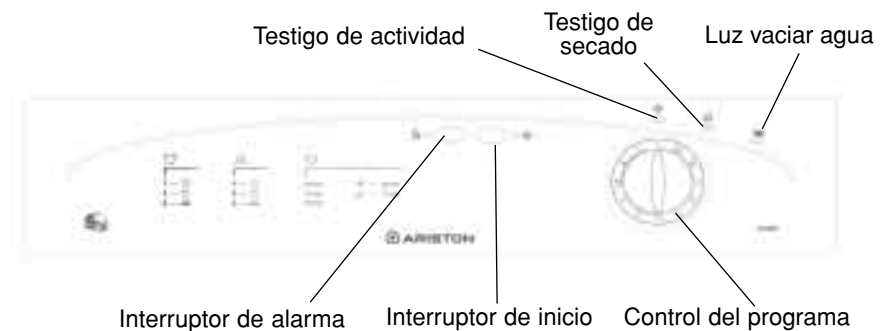 Testigo de actividad
Testigo de
secado
Luz vaciar agua
ARISTON
Interruptor de alarma
Interruptor de inicio
Control del programa